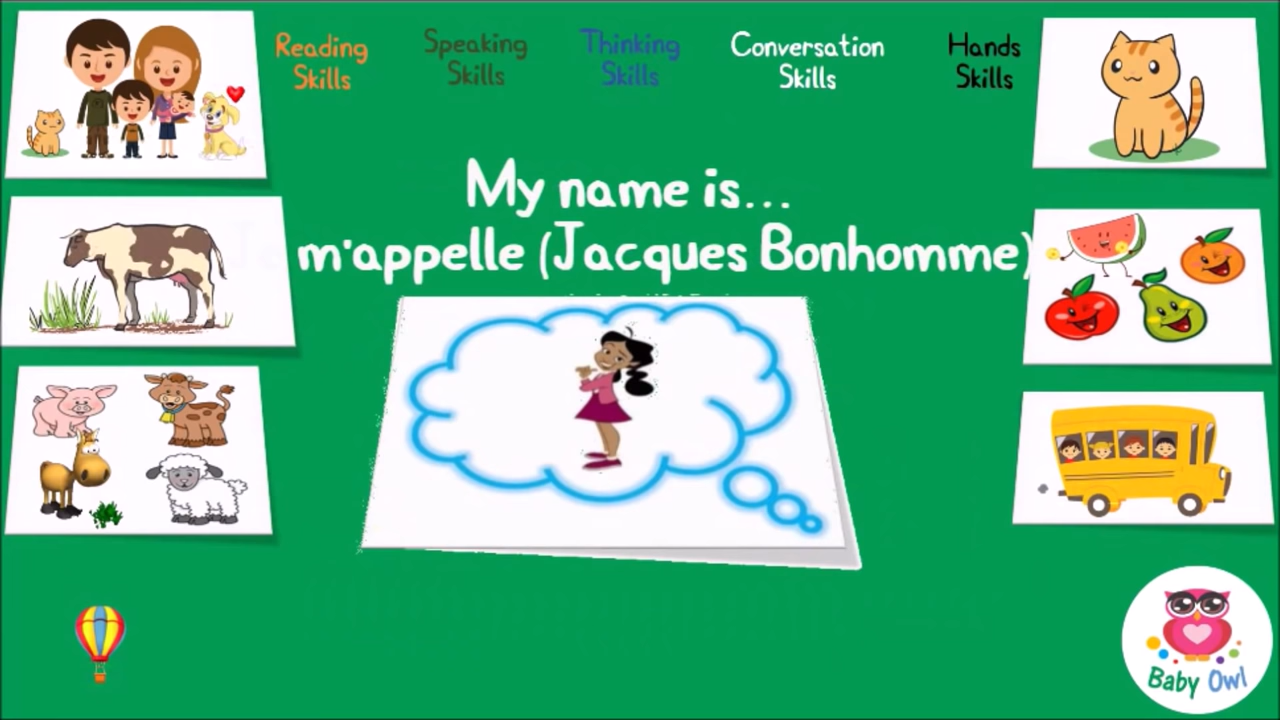 Reading
Skills
Speaking
Skills
Thinking
Skills
Conversation
Skills
Hands
Skills
My name is...
m'appelle (Jacques Bonhomme)
Baby Owl